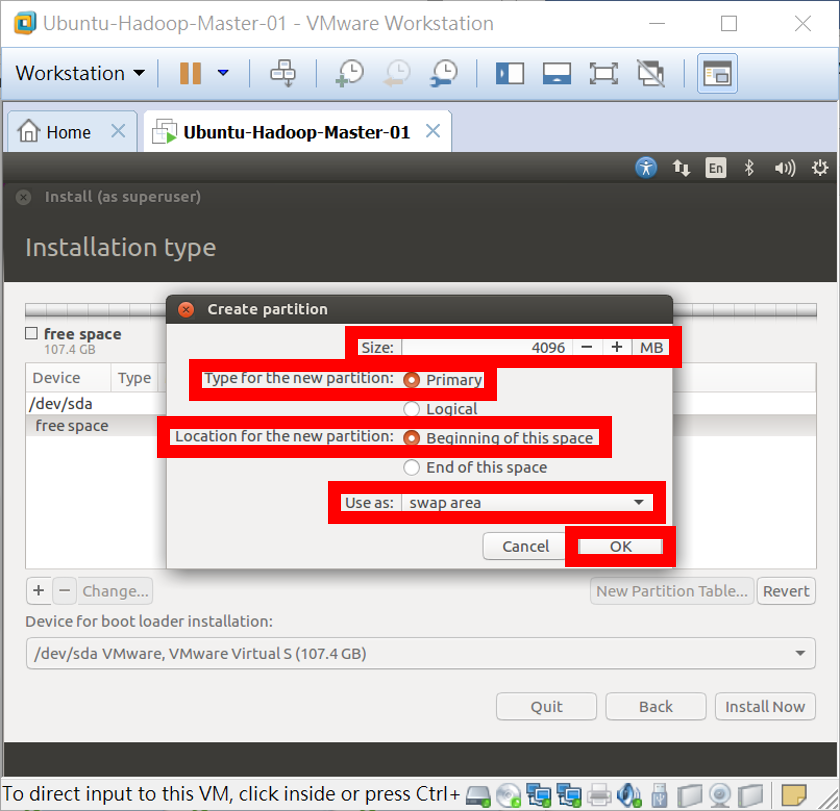 Ubuntu-Hadoop-Master-01 - VMware Workstation
Workstation
Home
Ubuntu-Hadoop-Master-01
En
Install (as superuser)
Installation type
Create partition
free space
107.4 GB
Size: 4096 − + MB
Device Type
Type for the new partition: Primary
/dev/sda
Logical
free space
Location for the new partition: Beginning of this space
End of this space
Use as: swap area
Cancel OK
+ − Change... New Partition Table... Revert
Device for boot loader installation:
/dev/sda VMware, VMware Virtual S (107.4 GB)
Quit Back Install Now
To direct input to this VM, click inside or press Ctrl+